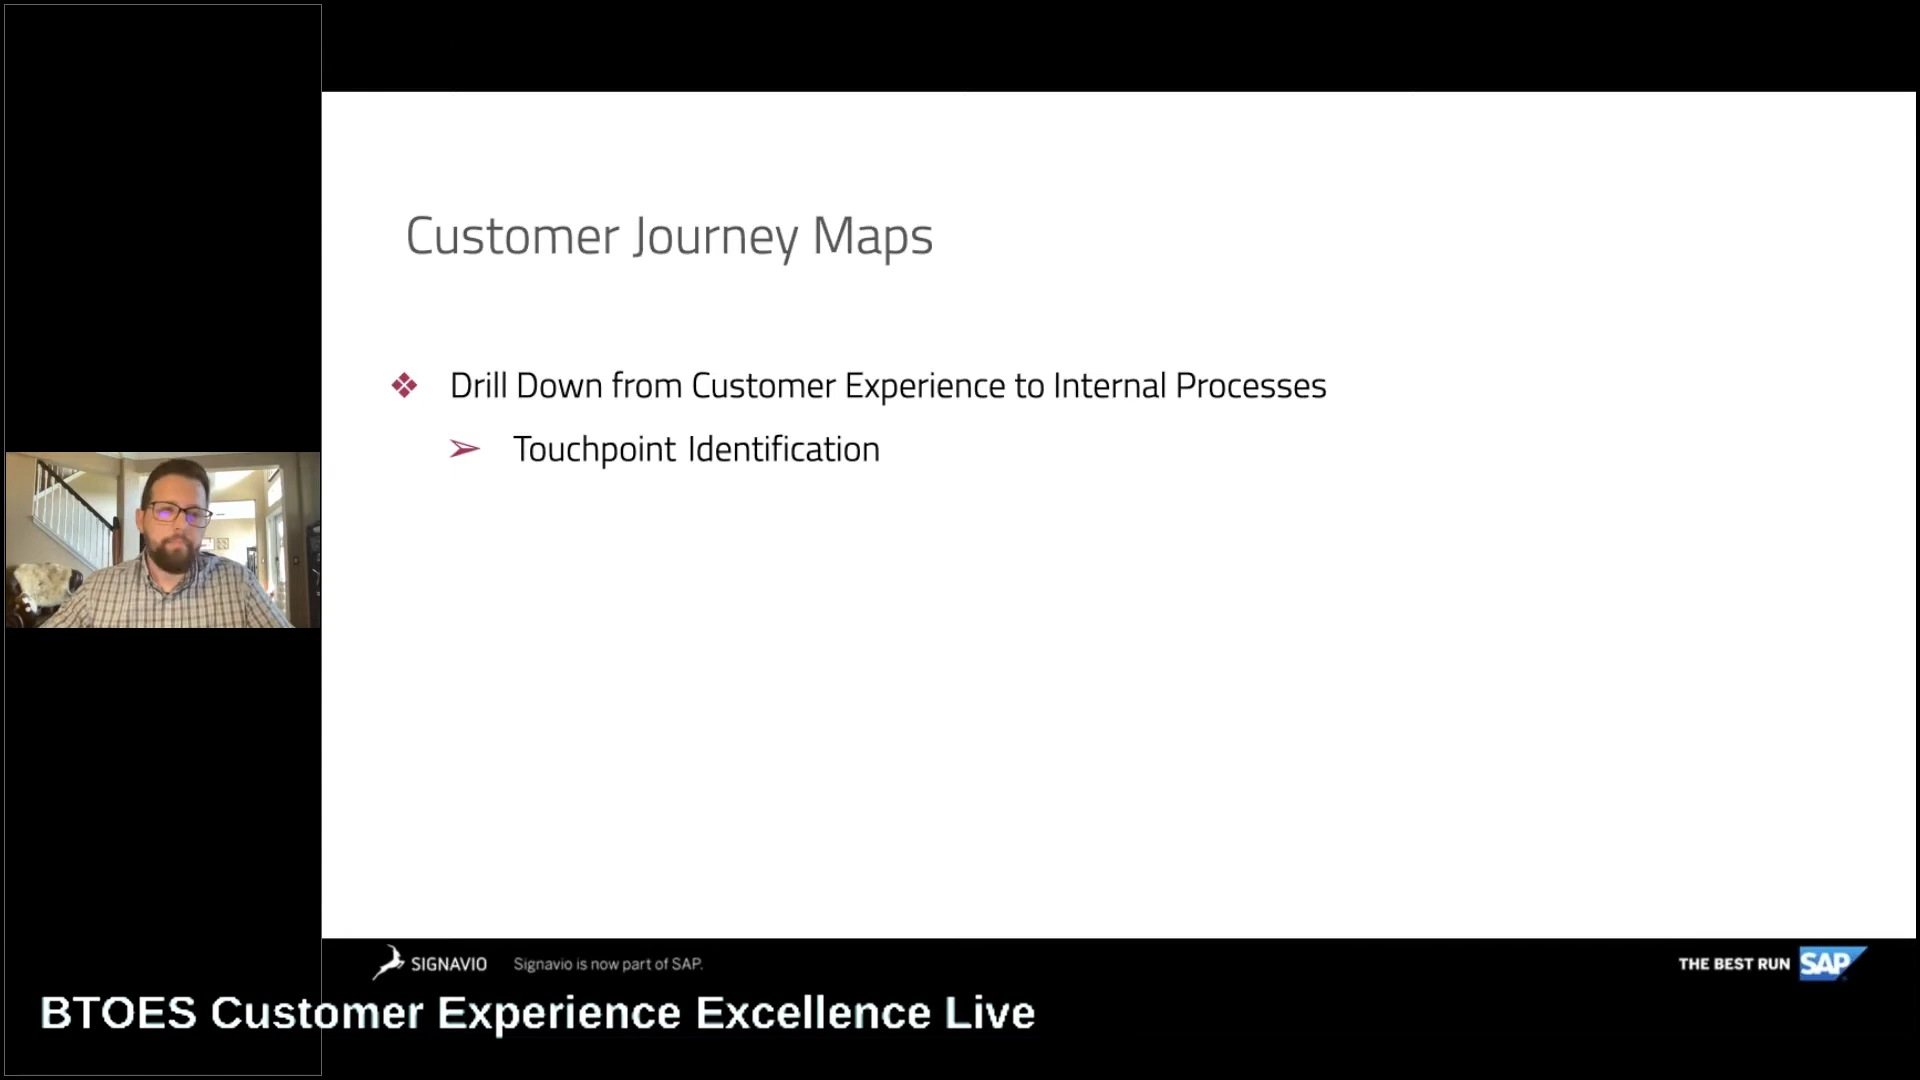 Customer Journey Maps
Drill Down from Customer Experience to Internal Processes
Touchpoint Identification
SIGNAVIO Signavio is now part of SAP. THE BEST RUN SAP
BTOES Customer Experience Excellence Live